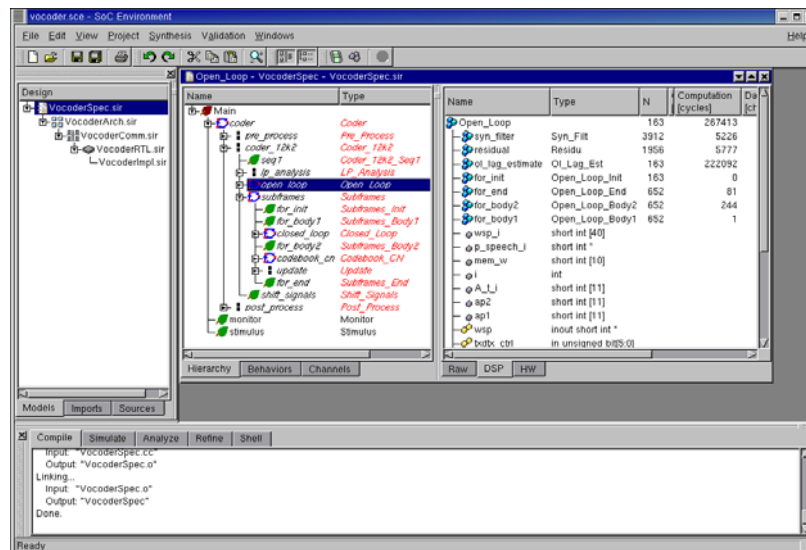 vocoder.sce - SoC Environment
File Edit View Project Synthesis Validation Windows Help
Design
VocoderSpec.sir
VocoderArch.sir
VocoderComm.sir
VocoderRTL.sir
VocoderImpl.sir
Models Imports Sources
Open_Loop - VocoderSpec - VocoderSpec.sir
Name Type
Main
coder Coder
pre_process Pre_Process
coder_12k2 Coder_12k2
seq1 Coder_12k2_Seq1
lp_analysis LP_Analysis
open_loop Open_Loop
subframes Subframes
for_init Subframes_Init
for_body1 Subframes_Body1
closed_loop Closed_Loop
for_body2 Subframes_Body2
codebook_cn Codebook_CN
update Update
for_end Subframes_End
shift_signals Shift_Signals
post_process Post_Process
monitor Monitor
stimulus Stimulus
Hierarchy Behaviors Channels
Name Type N Computation [cycles] Da [ct
Open_Loop 163 267413
syn_filter Syn_Filt 3912 5226
residual Residu 1956 5777
ol_lag_estimate Ol_Lag_Est 163 222092
for_init Open_Loop_Init 163 0
for_end Open_Loop_End 652 81
for_body2 Open_Loop_Body2 652 244
for_body1 Open_Loop_Body1 652 1
wsp_i short int [40]
p_speech_i short int *
mem_w short int [10]
i int
A_t_i short int [11]
ap2 short int [11]
ap1 short int [11]
wsp inout short int *
txdtx_ctrl in unsigned bit[5:0]
Raw DSP HW
Compile Simulate Analyze Refine Shell
Input: "VocoderSpec.cc"
Output: "VocoderSpec.o"
Linking...
Input: "VocoderSpec.o"
Output: "VocoderSpec"
Done.
Ready